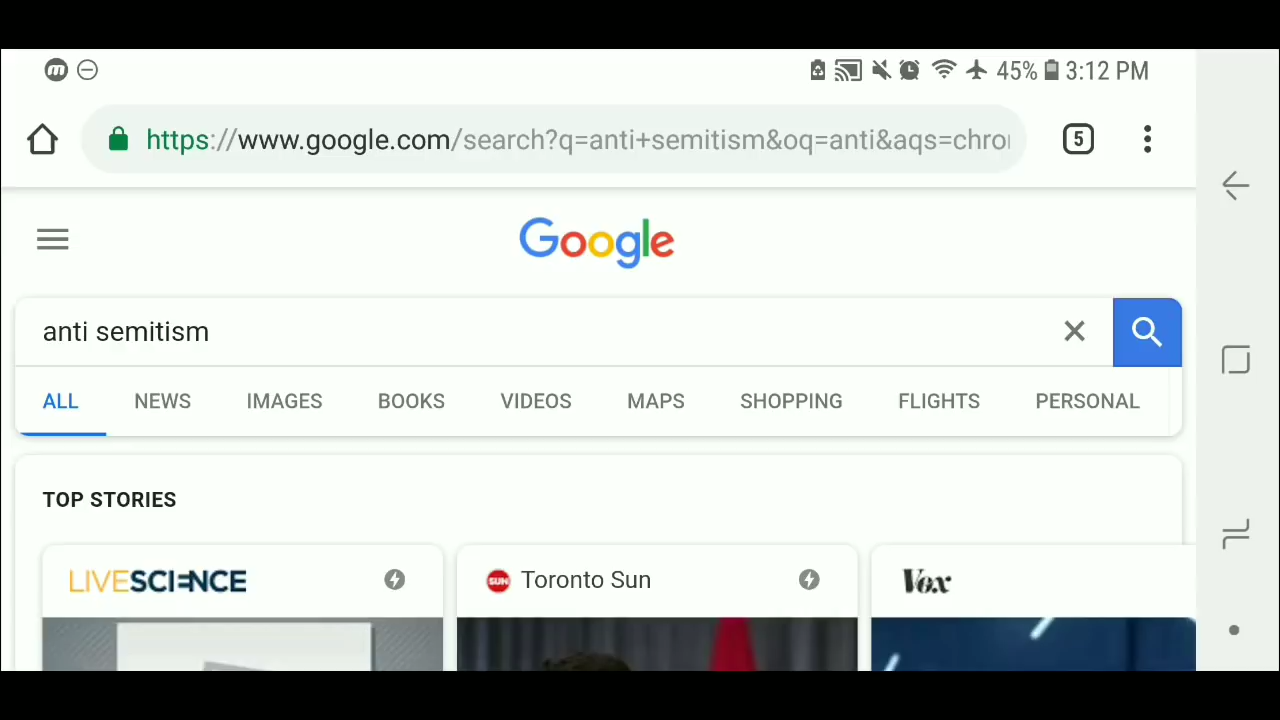 45% 3:12 PM
https://www.google.com/search?q=anti+semitism&oq=anti&aqs=chro
5
Google
anti semitism
ALL NEWS IMAGES BOOKS VIDEOS MAPS SHOPPING FLIGHTS PERSONAL
TOP STORIES
LIVESCIENCE
SUN Toronto Sun
Vox